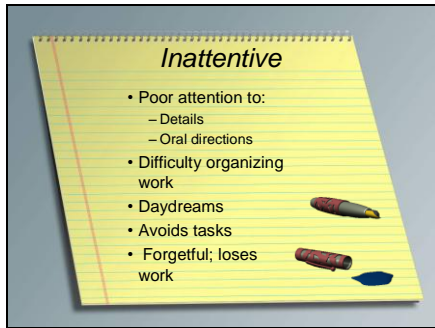 Inattentive
• Poor attention to:
– Details
– Oral directions
• Difficulty organizing
work
• Daydreams
• Avoids tasks
• Forgetful; loses
work